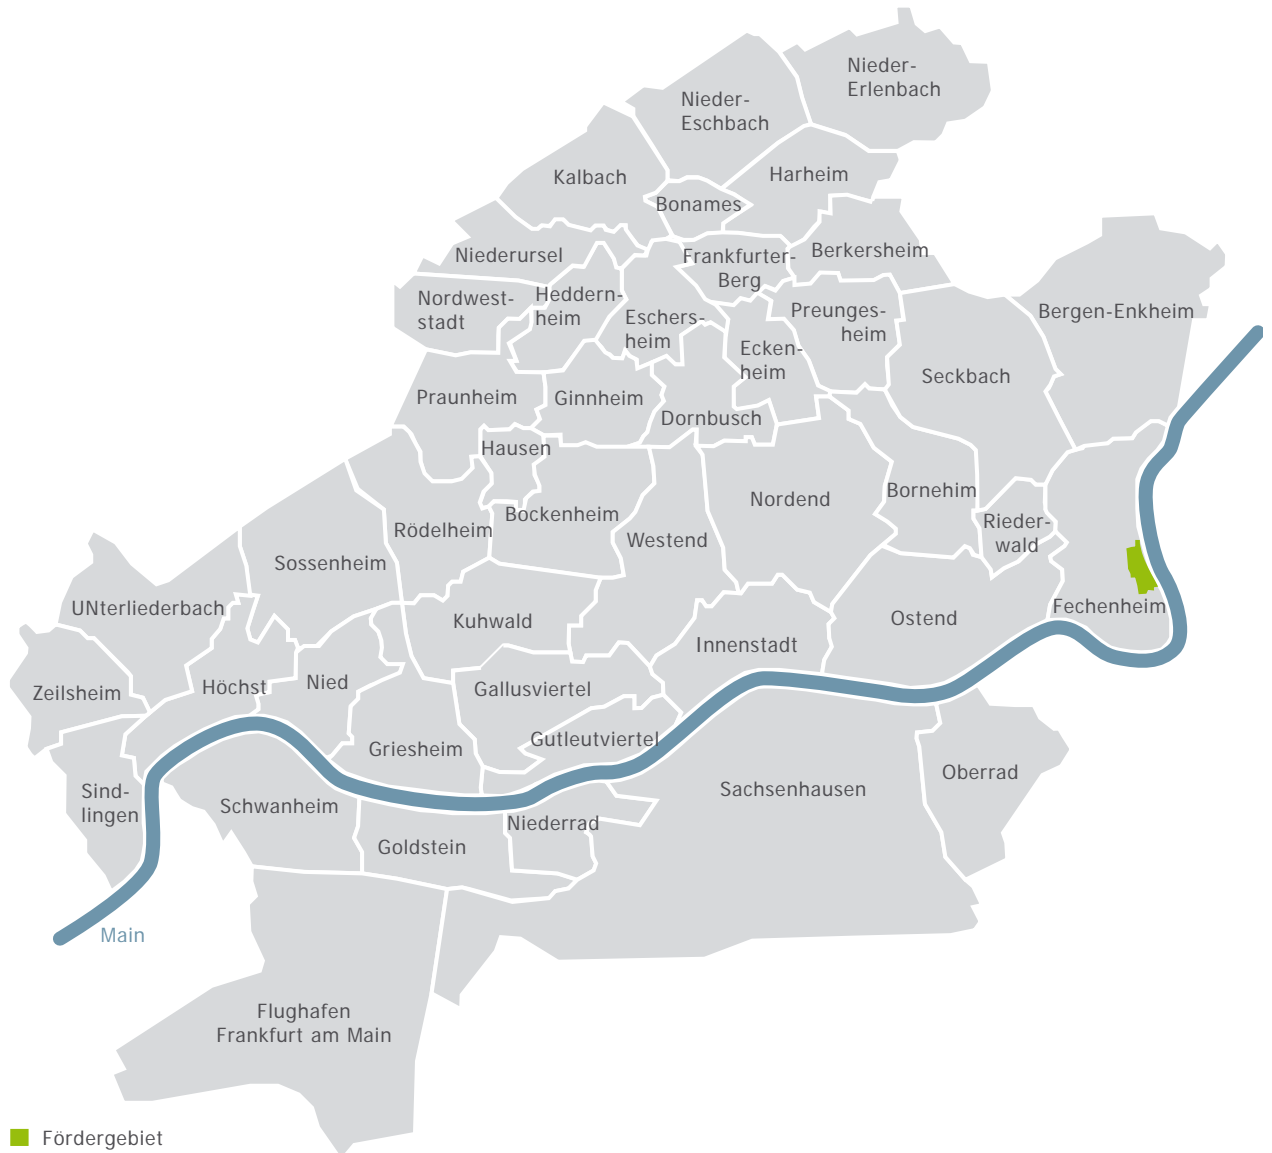 Nieder-
Erlenbach
Nieder-
Eschbach
Kalbach
Harheim
Bonames
Niederursel
Frankfurter-
Berg
Berkersheim
Nordwest-
stadt
Heddern-
heim
Eschers-
heim
Preunges-
heim
Bergen-Enkheim
Ecken-
heim
Seckbach
Praunheim
Ginnheim
Dornbusch
Hausen
Bornehim
Nordend
Rödelheim
Bockenheim
Westend
Rieder-
wald
Sossenheim
UNterliederbach
Kuhwald
Ostend
Fechenheim
Innenstadt
Zeilsheim
Höchst
Nied
Gallusviertel
Griesheim
Gutleutviertel
Sind-
lingen
Schwanheim
Sachsenhausen
Oberrad
Niederrad
Goldstein
Main
Flughafen
Frankfurt am Main
Fördergebiet